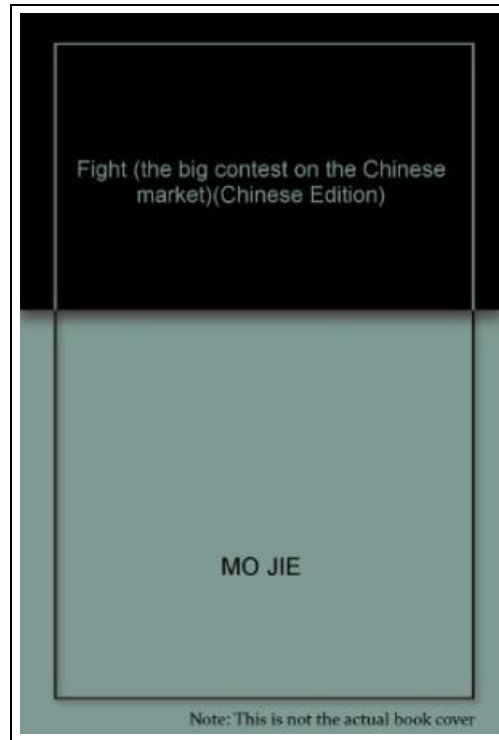 Fight (the big contest on the Chinese
market)(Chinese Edition)
MO JIE
Note: This is not the actual book cover